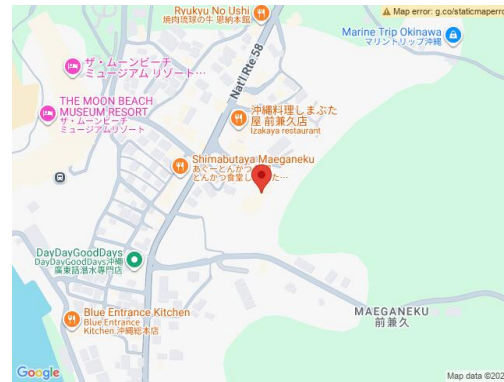 Ryukyu No Ushi
焼肉琉球の牛 恩納本館
Map error: g.co/staticmaperro
Marine Trip Okinawa
マリントリップ沖縄
ザ・ムーンビーチ
ミュージアム リゾート…
Nat'l Rte 58
THE MOON BEACH
MUSEUM RESORT
ザ・ムーンビーチ
ミュージアムリゾート
沖縄料理しまぶた
屋 前兼久店
Izakaya restaurant
Shimabutaya Maeganeku
あぐーとんかつ
とんかつ食堂し
た…
DayDayGoodDays
DayDayGoodDays沖縄
廣東話潛水專門店
Blue Entrance Kitchen
Blue Entrance
Kitchen 沖縄総本店
MAEGANEKU
前兼久
Google
Map data ©202